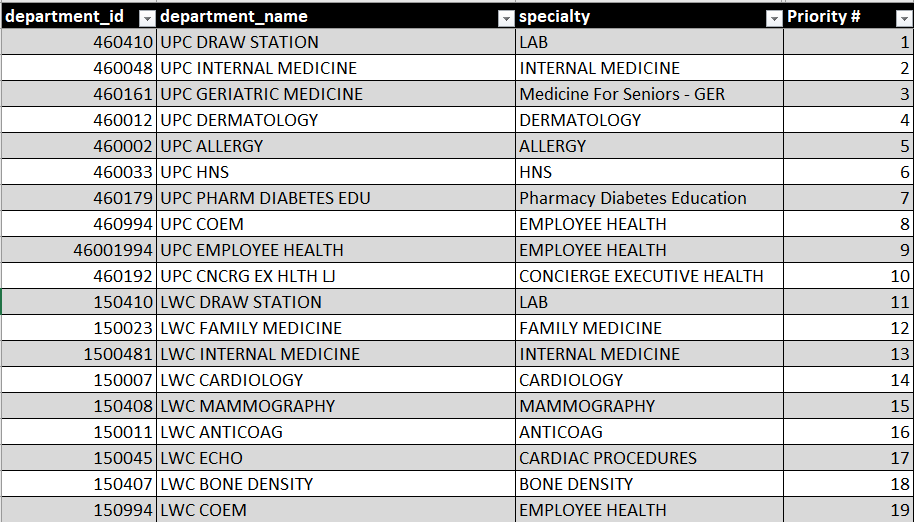 department_id department_name specialty Priority #
460410 UPC DRAW STATION LAB 1
460048 UPC INTERNAL MEDICINE INTERNAL MEDICINE 2
460161 UPC GERIATRIC MEDICINE Medicine For Seniors - GER 3
460012 UPC DERMATOLOGY DERMATOLOGY 4
460002 UPC ALLERGY ALLERGY 5
460033 UPC HNS HNS 6
460179 UPC PHARM DIABETES EDU Pharmacy Diabetes Education 7
460994 UPC COEM EMPLOYEE HEALTH 8
46001994 UPC EMPLOYEE HEALTH EMPLOYEE HEALTH 9
460192 UPC CNCRG EX HLTH LJ CONCIERGE EXECUTIVE HEALTH 10
150410 LWC DRAW STATION LAB 11
150023 LWC FAMILY MEDICINE FAMILY MEDICINE 12
1500481 LWC INTERNAL MEDICINE INTERNAL MEDICINE 13
150007 LWC CARDIOLOGY CARDIOLOGY 14
150408 LWC MAMMOGRAPHY MAMMOGRAPHY 15
150011 LWC ANTICOAG ANTICOAG 16
150045 LWC ECHO CARDIAC PROCEDURES 17
150407 LWC BONE DENSITY BONE DENSITY 18
150994 LWC COEM EMPLOYEE HEALTH 19